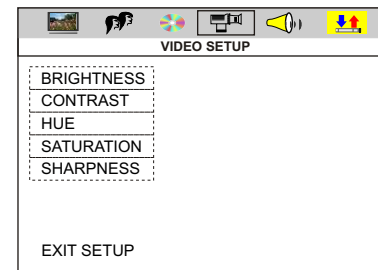 VIDEO SETUP
BRIGHTNESS
CONTRAST
HUE
SATURATION
SHARPNESS
EXIT SETUP